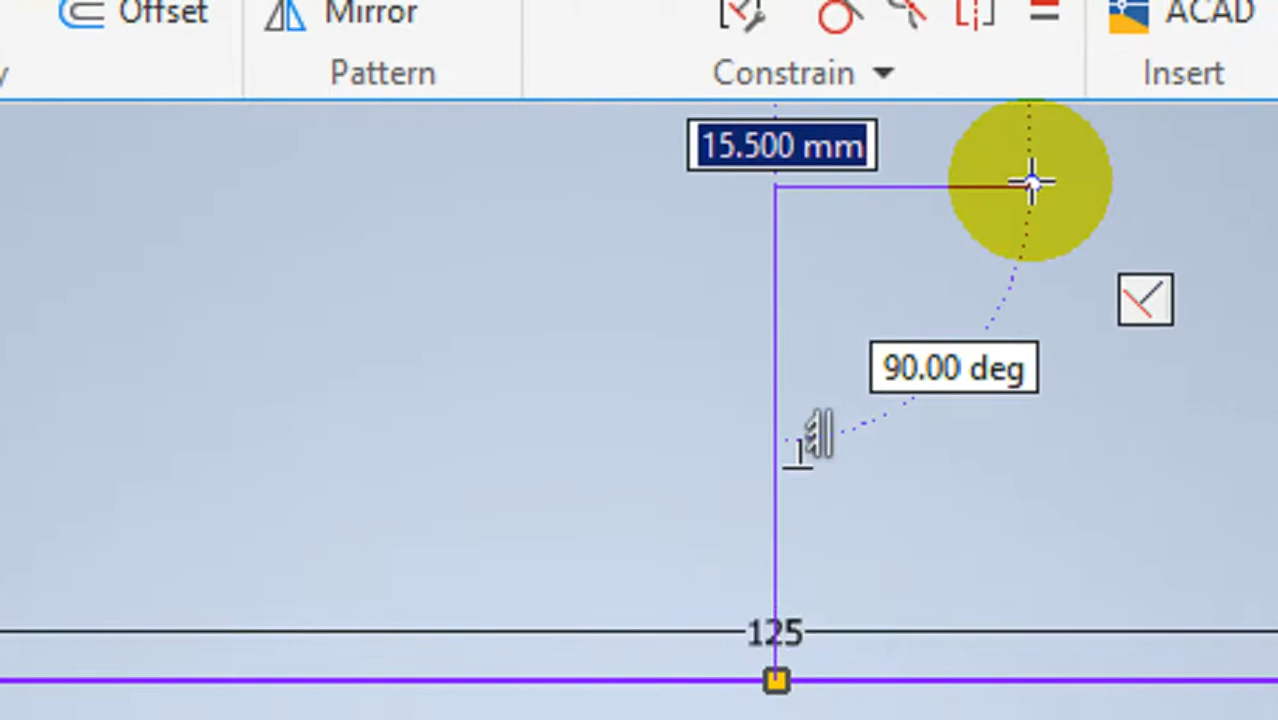 Offset Mirror ACAD
y Pattern Constrain Insert
15.500 mm
90.00 deg
125